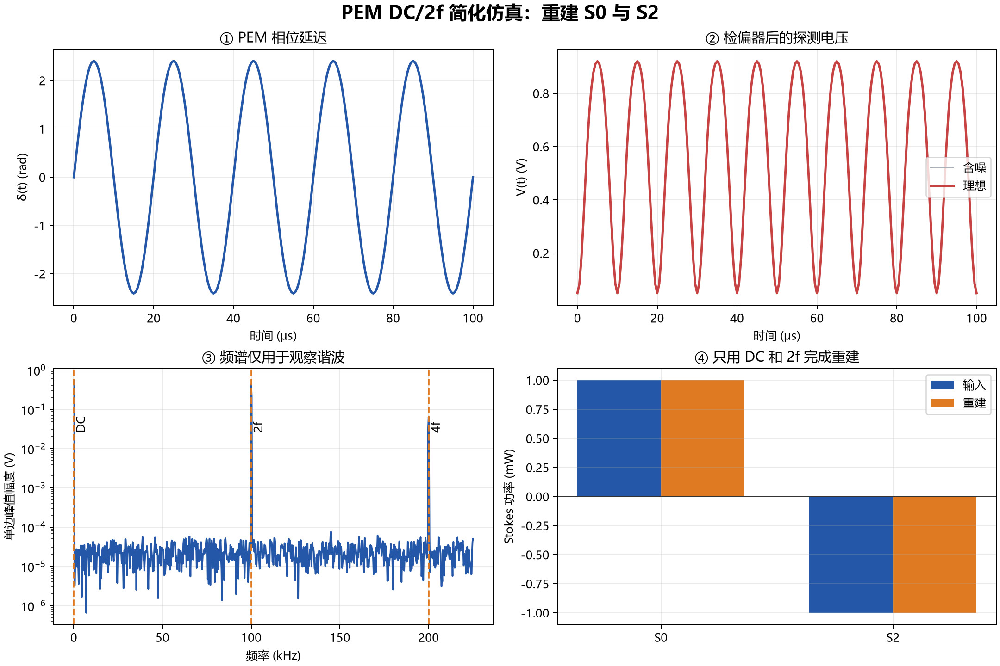 PEM DC/2f 简化仿真：重建 S0 与 S2
① PEM 相位延迟
δ(t) (rad)
2
1
0
-1
-2
0 20 40 60 80 100
时间 (μs)
② 检偏器后的探测电压
V(t) (V)
0.8
0.6
0.4
0.2
含噪
理想
0 20 40 60 80 100
时间 (μs)
③ 频谱仅用于观察谐波
单边峰值幅度 (V)
10⁰
10⁻¹
10⁻²
10⁻³
10⁻⁴
10⁻⁵
10⁻⁶
DC
2f
4f
0 50 100 150 200
频率 (kHz)
④ 只用 DC 和 2f 完成重建
Stokes 功率 (mW)
1.00
0.75
0.50
0.25
0.00
-0.25
-0.50
-0.75
-1.00
输入
重建
S0 S2